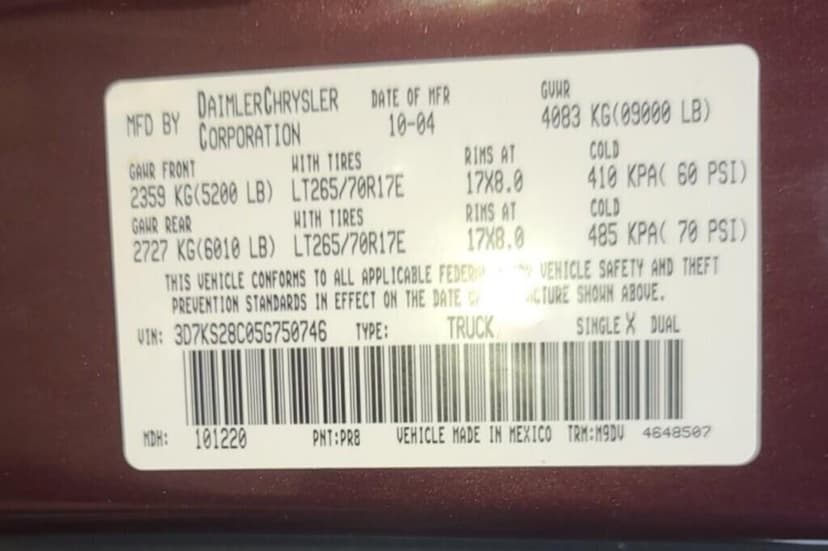 MFD BY DAIMLERCHRYSLER CORPORATION DATE OF MFR 10-04 GVWR 4083 KG(09000 LB)
GAWR FRONT WITH TIRES RIMS AT COLD
2359 KG(5200 LB) LT265/70R17E 17X8.0 410 KPA( 60 PSI)
GAWR REAR WITH TIRES RIMS AT COLD
2727 KG(6010 LB) LT265/70R17E 17X8.0 485 KPA( 70 PSI)
THIS VEHICLE CONFORMS TO ALL APPLICABLE VEHICLE SAFETY AND THEFT
PREVENTION STANDARDS IN EFFECT ON THE DATE SHOWN ABOVE.
VIN: 3D7KS28C05G750746 TYPE: TRUCK SINGLE X DUAL
MDH: 101220 PNT:PR8 VEHICLE MADE IN MEXICO TRM:M9DV 4648507